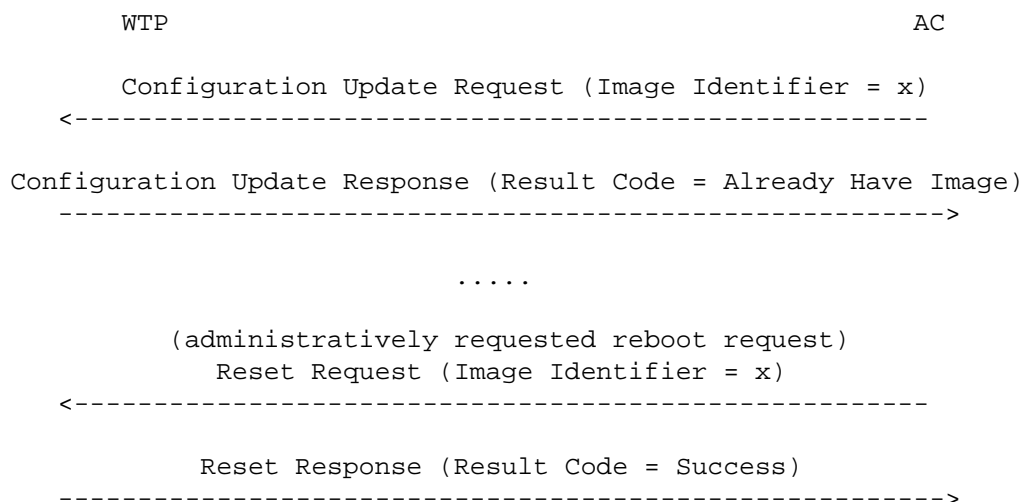 WTP AC
Configuration Update Request (Image Identifier = x)
<------------------------------------------------------
Configuration Update Response (Result Code = Already Have Image)
-------------------------------------------------------->
.....
(administratively requested reboot request)
Reset Request (Image Identifier = x)
<------------------------------------------------------
Reset Response (Result Code = Success)
-------------------------------------------------------->